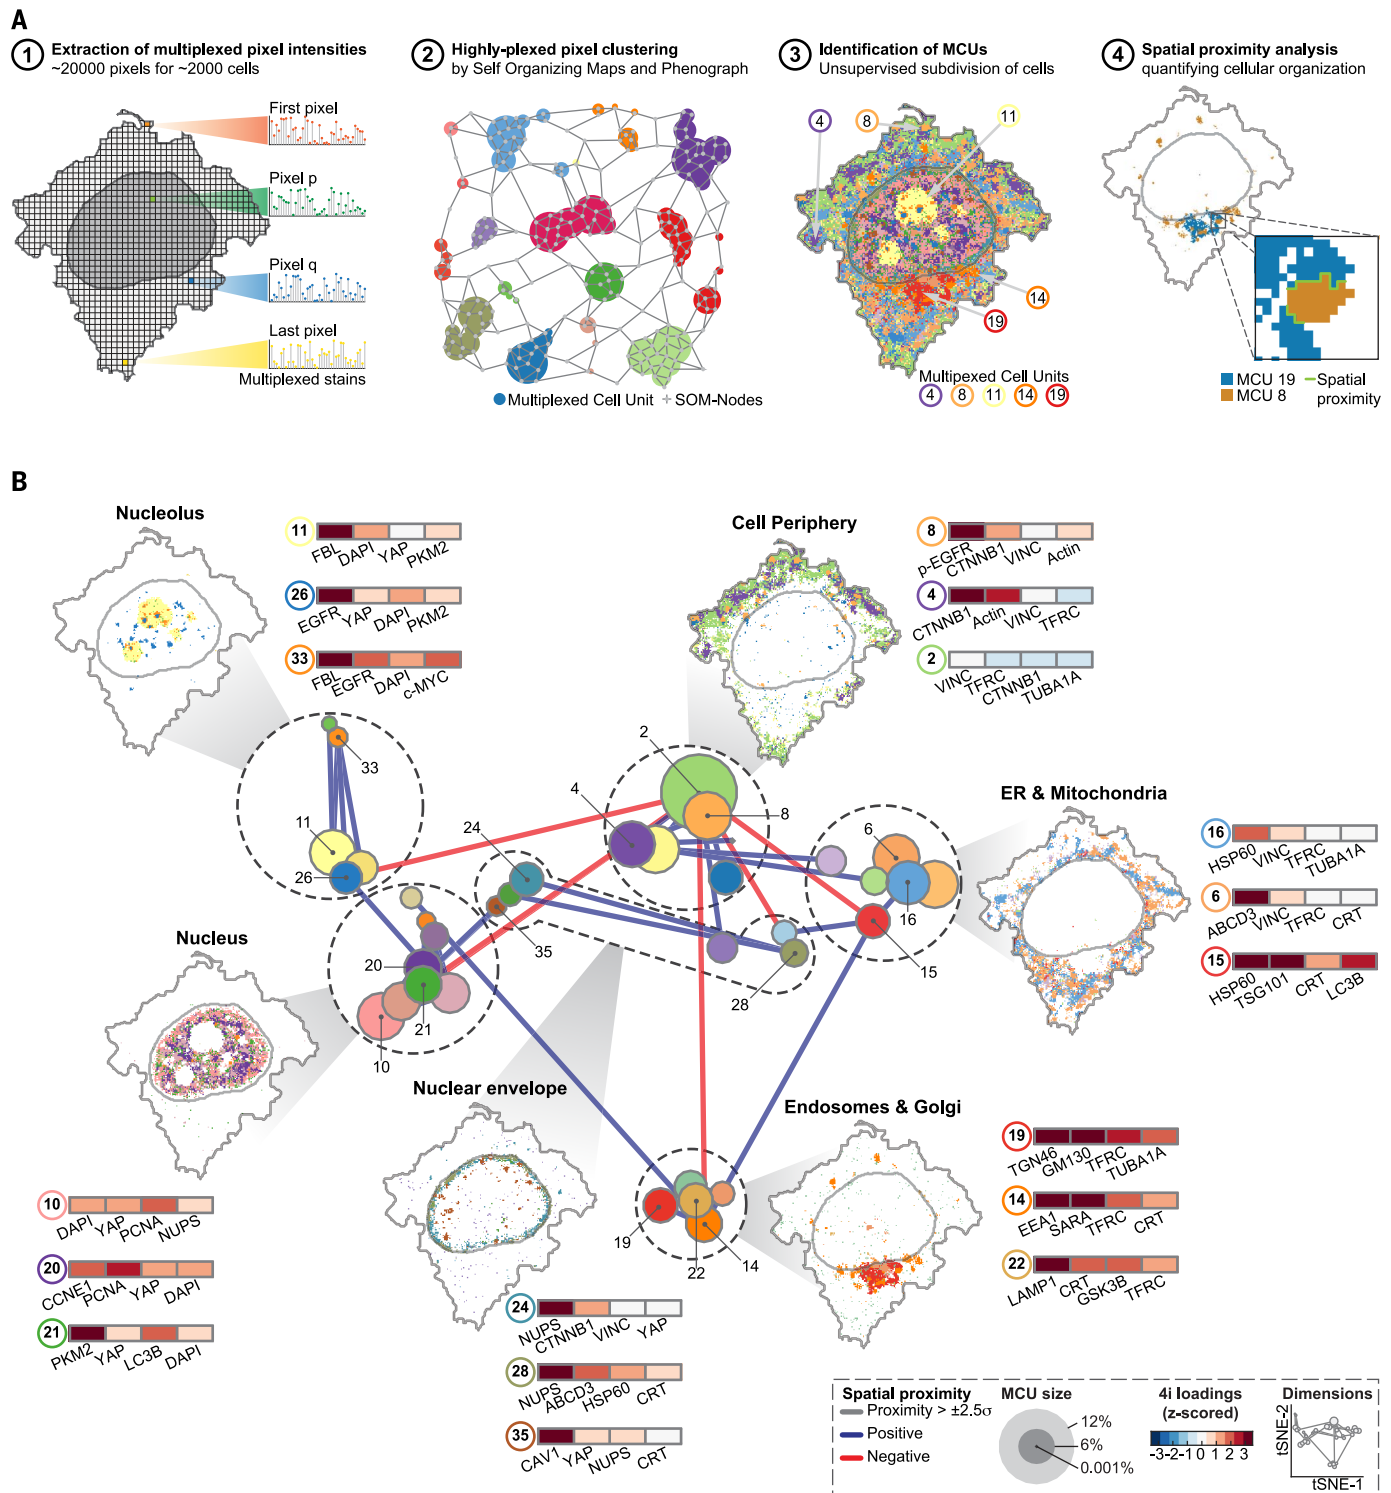 A
1 Extraction of multiplexed pixel intensities
~20000 pixels for ~2000 cells
First pixel
Pixel p
Pixel q
Last pixel
Multiplexed stains
2 Highly-plexed pixel clustering
by Self Organizing Maps and Phenograph
Multiplexed Cell Unit SOM-Nodes
3 Identification of MCUs
Unsupervised subdivision of cells
4 8 11
14
19
Multipexed Cell Units
4 8 11 14 19
4 Spatial proximity analysis
quantifying cellular organization
MCU 19
MCU 8
Spatial
proximity
B
Nucleolus
11
FBL DAPI YAP PKM2
26
EGFR YAP DAPI PKM2
33
FBL EGFR DAPI c-MYC
Cell Periphery
8
p-EGFR CTNNB1 VINC Actin
4
CTNNB1 Actin VINC TFRC
2
VINC TFRC CTNNB1 TUBA1A
2
33
4
8
11
24
6
26
16
35
20
15
28
21
10
ER & Mitochondria
16
HSP60 VINC TFRC TUBA1A
6
ABCD3 VINC TFRC CRT
15
HSP60 TSG101 CRT LC3B
Nucleus
10
DAPI YAP PCNA NUPS
20
CCNE1 PCNA YAP DAPI
21
PKM2 YAP LC3B DAPI
Nuclear envelope
24
NUPS CTNNB1 VINC YAP
28
NUPS ABCD3 HSP60 CRT
35
CAV1 YAP NUPS CRT
Endosomes & Golgi
19
22
14
19
TGN46 GM130 TFRC TUBA1A
14
EEA1 SARA TFRC CRT
22
LAMP1 CRT GSK3B TFRC
Spatial proximity
Proximity > ±2.5σ
Positive
Negative
MCU size
12%
6%
0.001%
4i loadings
(z-scored)
-3 -2 -1 0 1 2 3
Dimensions
tSNE-2
tSNE-1